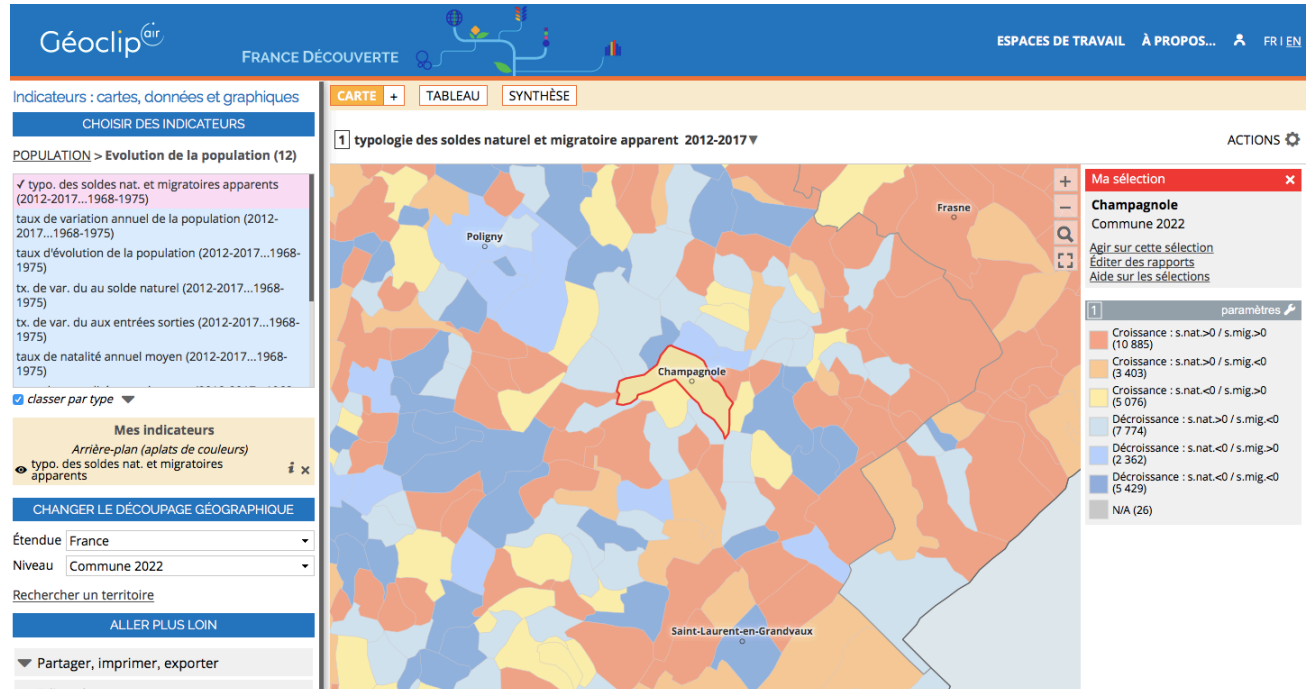 Géoclip air
FRANCE DÉCOUVERTE
ESPACES DE TRAVAIL À PROPOS... FR | EN
Indicateurs : cartes, données et graphiques
CHOISIR DES INDICATEURS
POPULATION > Evolution de la population (12)
✓ typo. des soldes nat. et migratoires apparents
(2012-2017...1968-1975)
taux de variation annuel de la population (2012-
2017...1968-1975)
taux d'évolution de la population (2012-2017...1968-
1975)
tx. de var. du au solde naturel (2012-2017...1968-
1975)
tx. de var. du aux entrées sorties (2012-2017...1968-
1975)
taux de natalité annuel moyen (2012-2017...1968-
1975)
classer par type
Mes indicateurs
Arrière-plan (aplats de couleurs)
typo. des soldes nat. et migratoires
apparents
i ×
CHANGER LE DÉCOUPAGE GÉOGRAPHIQUE
Étendue France
Niveau Commune 2022
Rechercher un territoire
ALLER PLUS LOIN
Partager, imprimer, exporter
CARTE + TABLEAU SYNTHÈSE
1 typologie des soldes naturel et migratoire apparent 2012-2017
ACTIONS
Frasne
Poligny
Champagnole
Saint-Laurent-en-Grandvaux
+
−
Ma sélection ×
Champagnole
Commune 2022
Agir sur cette sélection
Éditer des rapports
Aide sur les sélections
1 paramètres
Croissance : s.nat.>0 / s.mig.>0
(10 885)
Croissance : s.nat.>0 / s.mig.<0
(3 403)
Croissance : s.nat.<0 / s.mig.>0
(5 076)
Décroissance : s.nat.>0 / s.mig.<0
(7 774)
Décroissance : s.nat.<0 / s.mig.>0
(2 362)
Décroissance : s.nat.<0 / s.mig.<0
(5 429)
N/A (26)